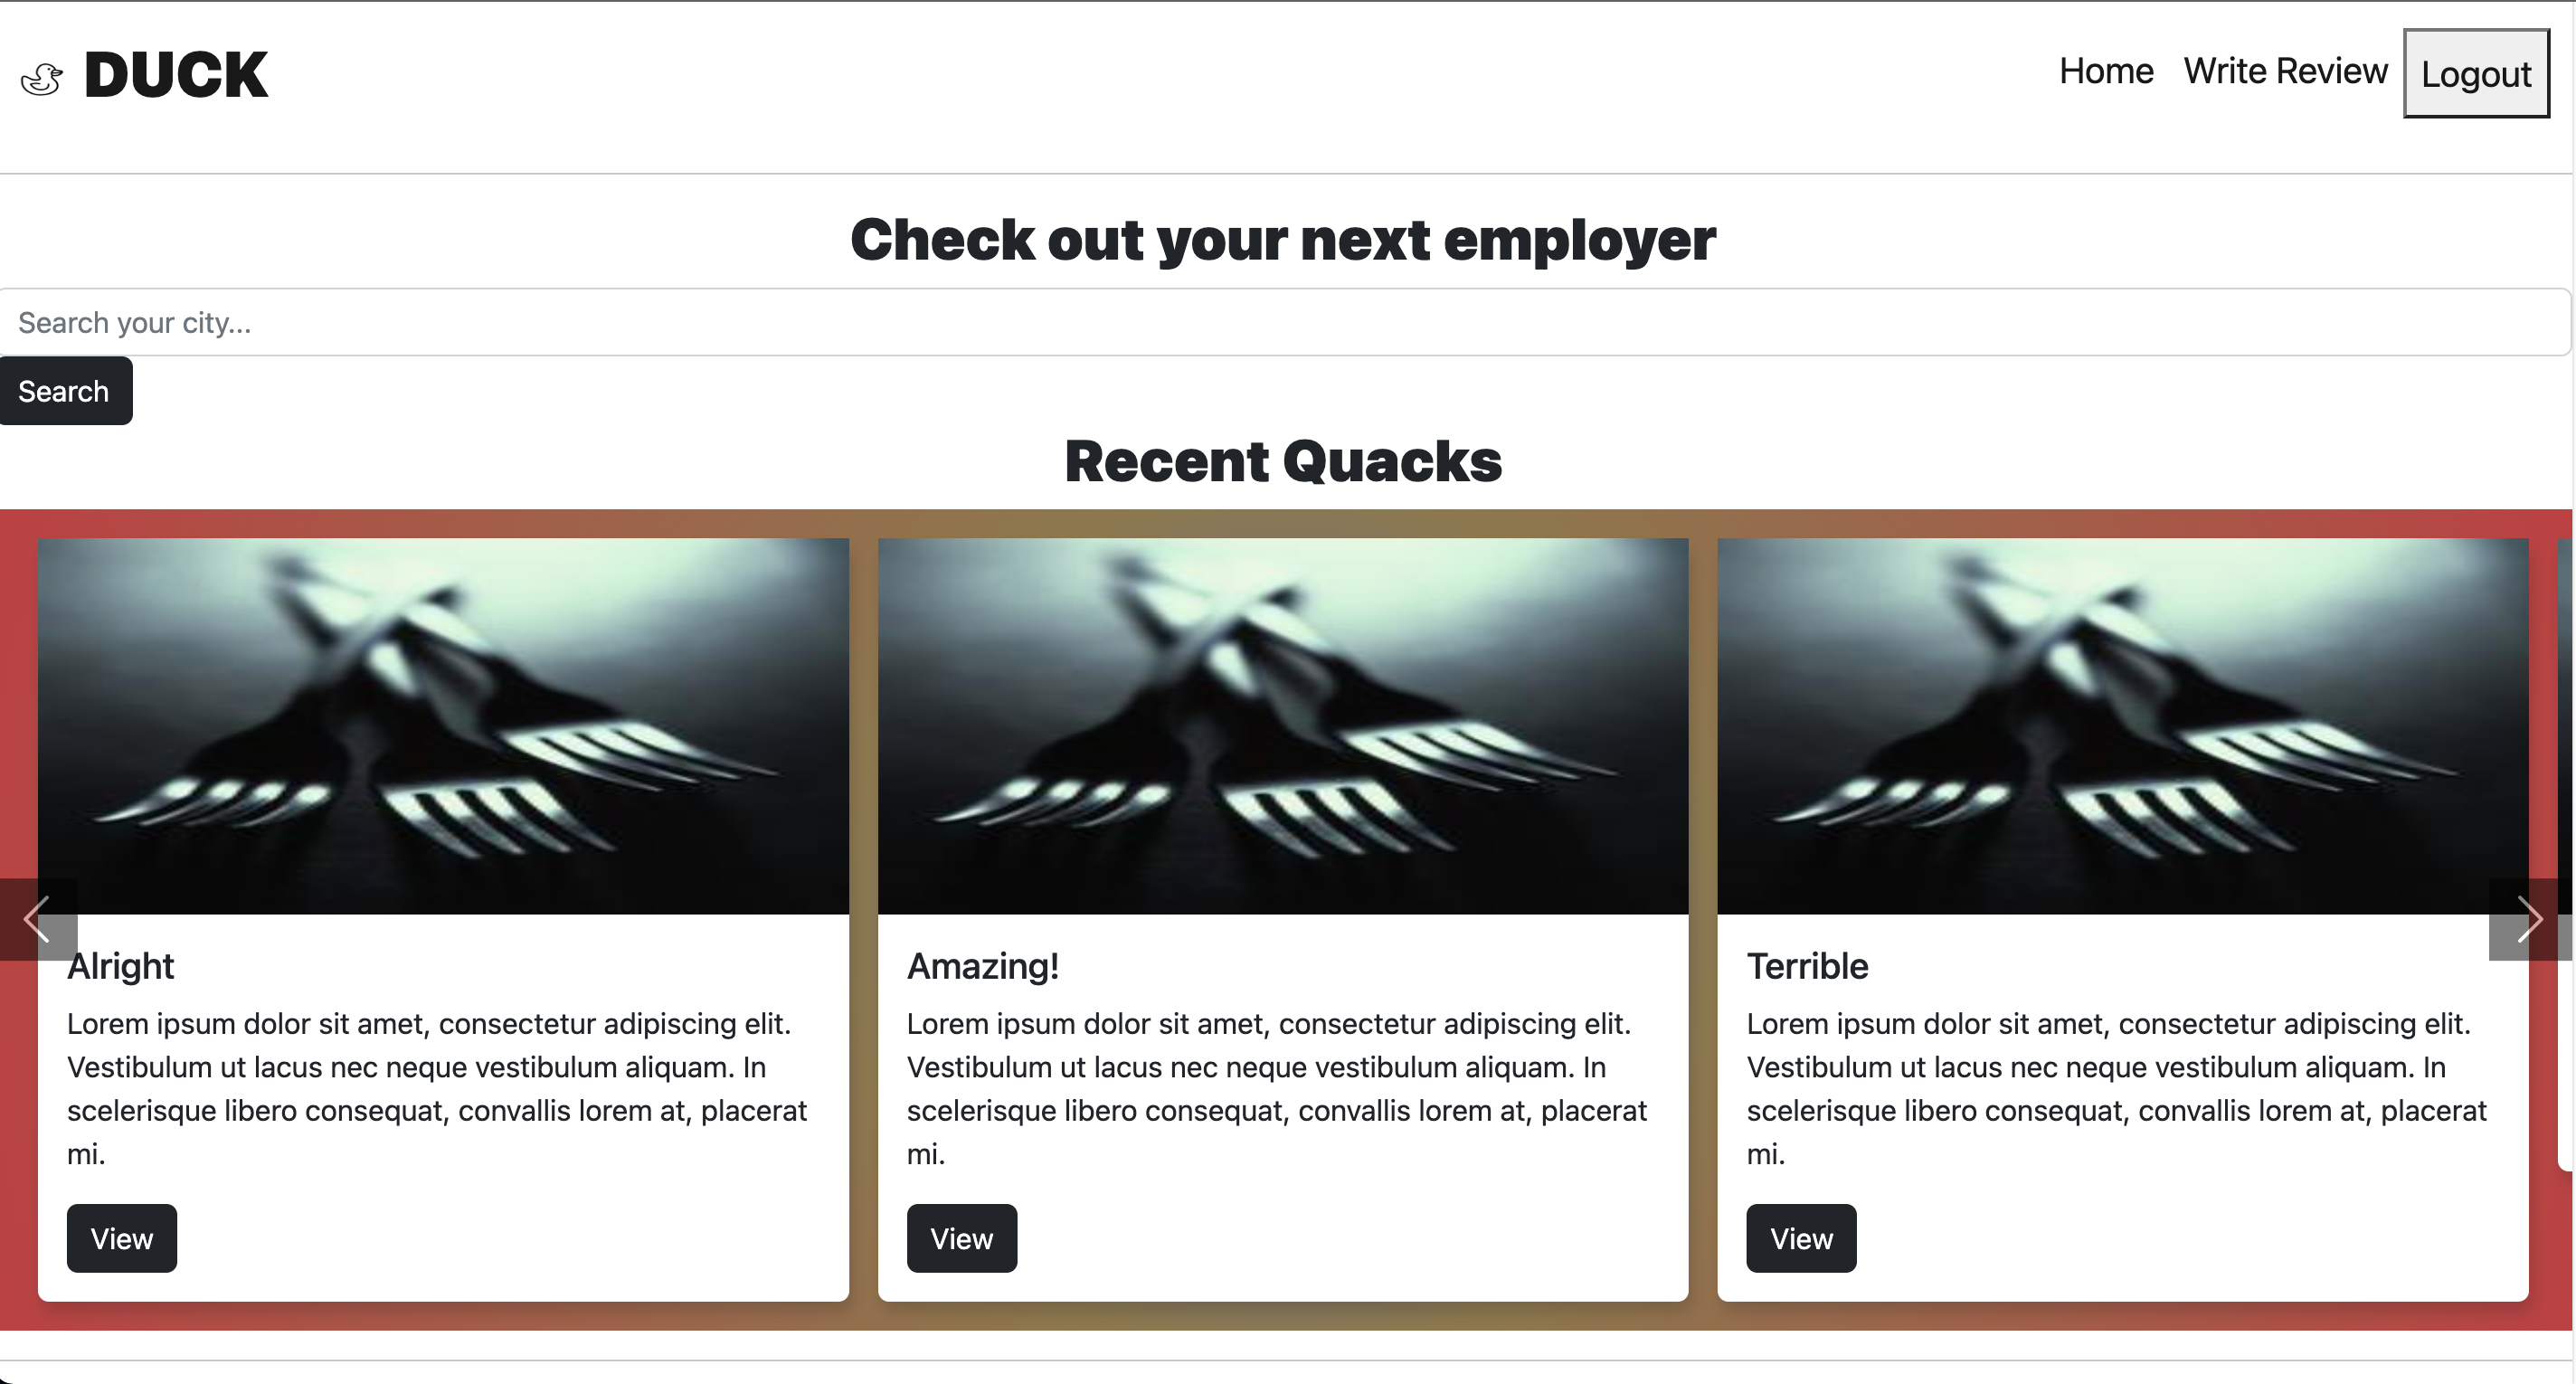 DUCK
Home Write Review Logout
Check out your next employer
Search your city...
Search
Recent Quacks
Alright
Lorem ipsum dolor sit amet, consectetur adipiscing elit.
Vestibulum ut lacus nec neque vestibulum aliquam. In
scelerisque libero consequat, convallis lorem at, placerat
mi.
View
Amazing!
Lorem ipsum dolor sit amet, consectetur adipiscing elit.
Vestibulum ut lacus nec neque vestibulum aliquam. In
scelerisque libero consequat, convallis lorem at, placerat
mi.
View
Terrible
Lorem ipsum dolor sit amet, consectetur adipiscing elit.
Vestibulum ut lacus nec neque vestibulum aliquam. In
scelerisque libero consequat, convallis lorem at, placerat
mi.
View